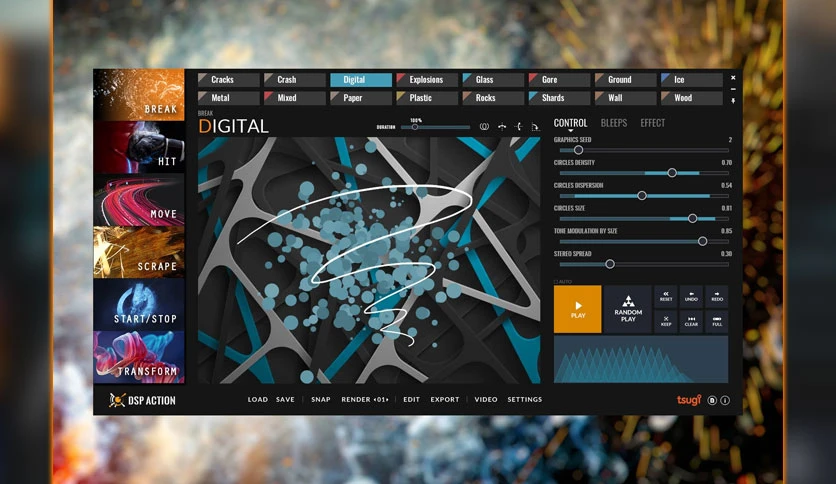 BREAK
HIT
MOVE
SCRAPE
START/STOP
TRANSFORM
Cracks Crash Digital Explosions Glass Gore Ground Ice
Metal Mixed Paper Plastic Rocks Shards Wall Wood
BREAK
DIGITAL
DURATION 100%
CONTROL BLEEPS EFFECT
GRAPHICS SEED 2
CIRCLES DENSITY 0.70
CIRCLES DISPERSION 0.54
CIRCLES SIZE 0.81
TONE MODULATION BY SIZE 0.85
STEREO SPREAD 0.30
AUTO
PLAY
RANDOM
PLAY
RESET UNDO REDO
KEEP CLEAR FULL
DSP ACTION
LOAD SAVE SNAP RENDER 01 EDIT EXPORT VIDEO SETTINGS
tsugi